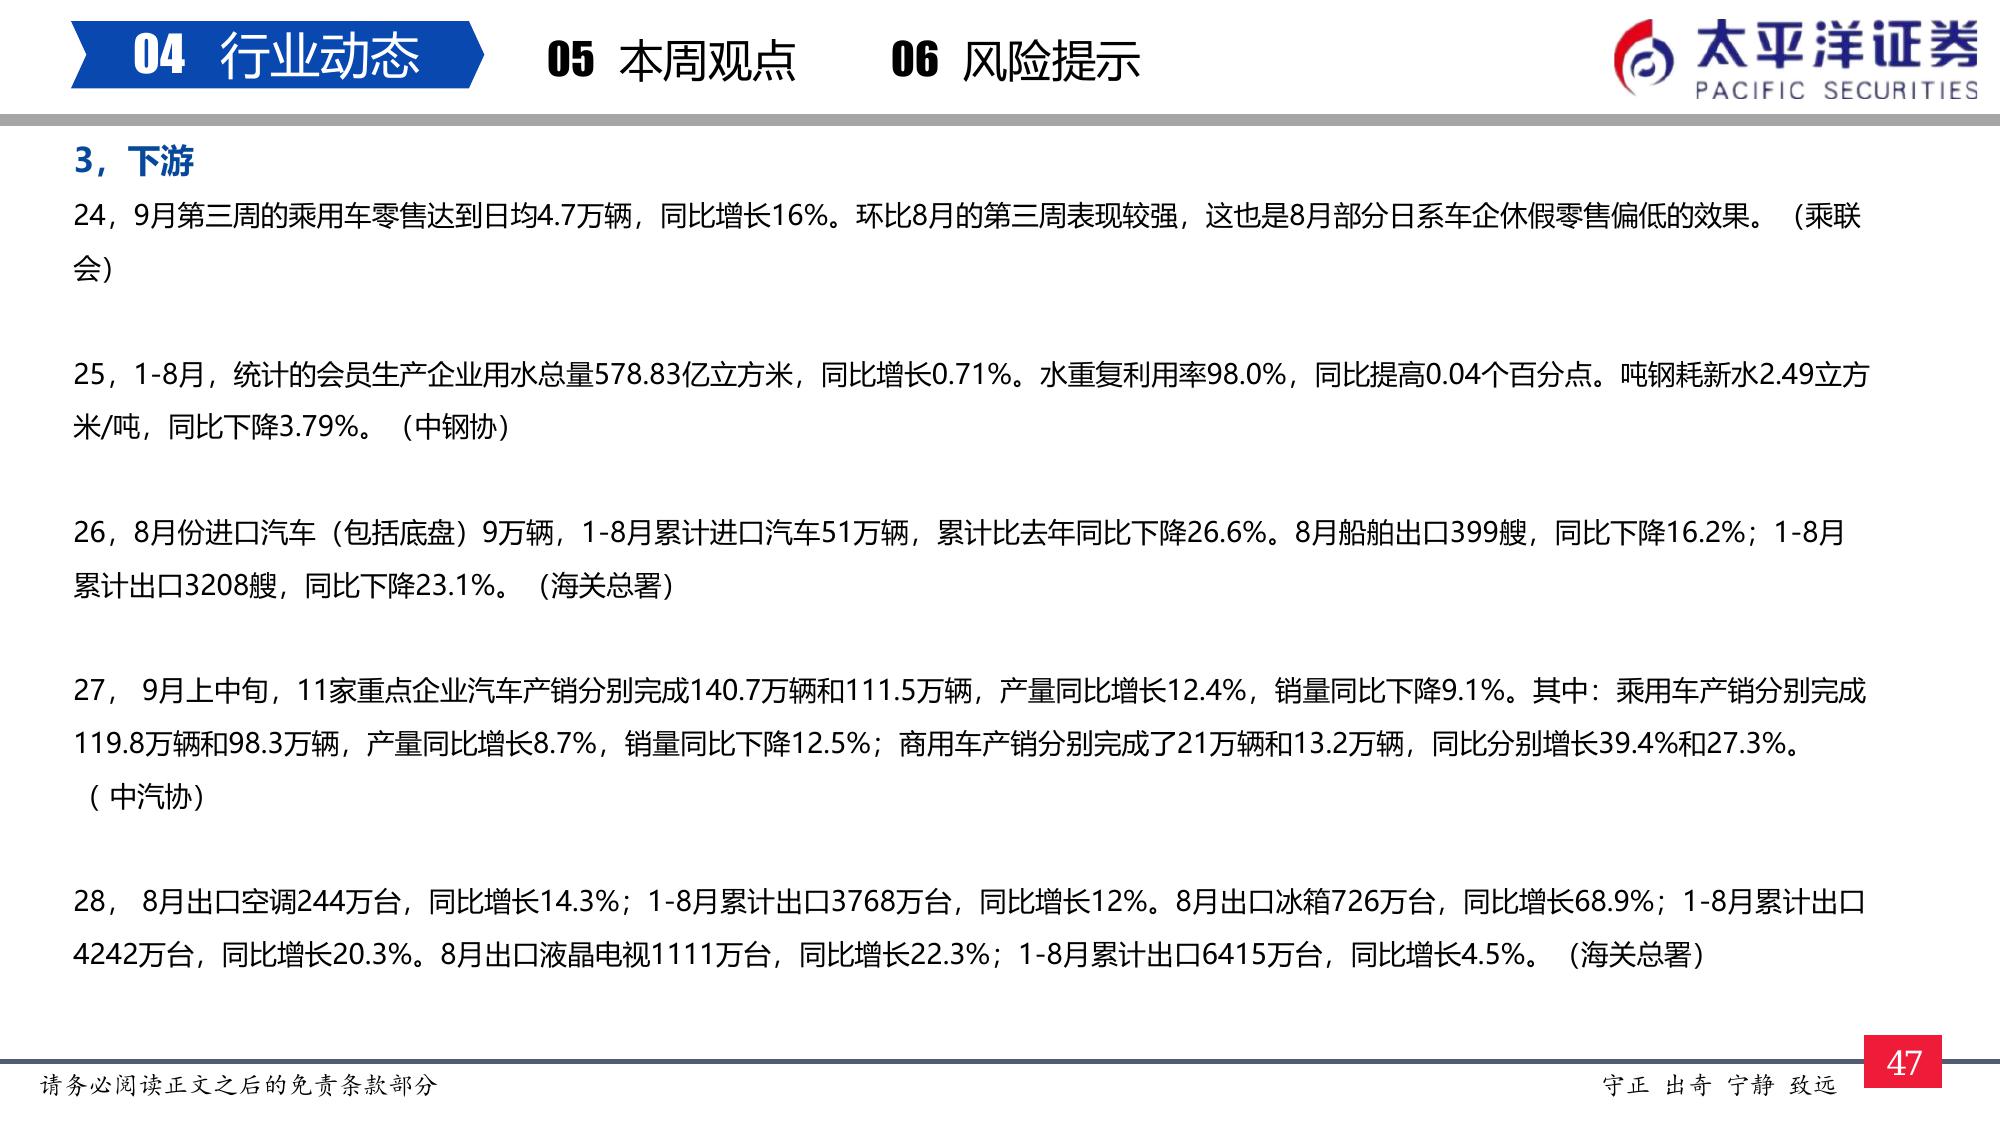 04 行业动态 05 本周观点 06 风险提示 太平洋证券
PACIFIC SECURITIES
3，下游
24，9月第三周的乘用车零售达到日均4.7万辆，同比增长16%。环比8月的第三周表现较强，这也是8月部分日系车企休假零售偏低的效果。（乘联
会）
25，1-8月，统计的会员生产企业用水总量578.83亿立方米，同比增长0.71%。水重复利用率98.0%，同比提高0.04个百分点。吨钢耗新水2.49立方
米/吨，同比下降3.79%。（中钢协）
26，8月份进口汽车（包括底盘）9万辆，1-8月累计进口汽车51万辆，累计比去年同比下降26.6%。8月船舶出口399艘，同比下降16.2%；1-8月
累计出口3208艘，同比下降23.1%。（海关总署）
27， 9月上中旬，11家重点企业汽车产销分别完成140.7万辆和111.5万辆，产量同比增长12.4%，销量同比下降9.1%。其中：乘用车产销分别完成
119.8万辆和98.3万辆，产量同比增长8.7%，销量同比下降12.5%；商用车产销分别完成了21万辆和13.2万辆，同比分别增长39.4%和27.3%。
（ 中汽协）
28， 8月出口空调244万台，同比增长14.3%；1-8月累计出口3768万台，同比增长12%。8月出口冰箱726万台，同比增长68.9%；1-8月累计出口
4242万台，同比增长20.3%。8月出口液晶电视1111万台，同比增长22.3%；1-8月累计出口6415万台，同比增长4.5%。（海关总署）
请务必阅读正文之后的免责条款部分 守正 出奇 宁静 致远 47